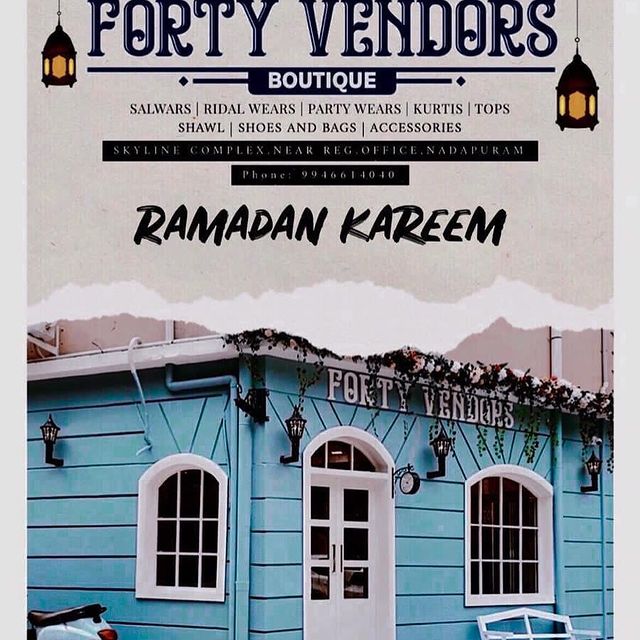 FORTY VENDORS
BOUTIQUE
SALWARS | RIDAL WEARS | PARTY WEARS | KURTIS | TOPS
SHAWL | SHOES AND BAGS | ACCESSORIES
SKYLINE COMPLEX.NEAR REG.OFFICE,NADAPURAM
Phone: 9946614040
RAMADAN KAREEM
FORTY VENDORS